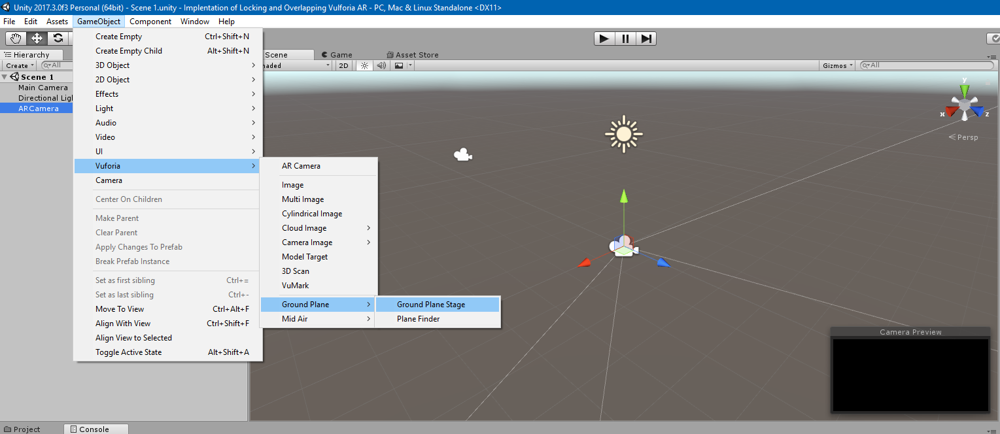 Unity 2017.3.0f3 Personal (64bit) - Scene 1.unity - Implentation of Locking and Overlapping Vulforia AR - PC, Mac & Linux Standalone <DX11>
File Edit Assets GameObject Component Window Help
Hierarchy
Create All
Scene 1
Main Camera
Directional Ligh
ARCamera
Create Empty Ctrl+Shift+N
Create Empty Child Alt+Shift+N
3D Object
2D Object
Effects
Light
Audio
Video
UI
Vuforia
Camera
Center On Children
Make Parent
Clear Parent
Apply Changes To Prefab
Break Prefab Instance
Set as first sibling Ctrl+=
Set as last sibling Ctrl+-
Move To View Ctrl+Alt+F
Align With View Ctrl+Shift+F
Align View to Selected
Toggle Active State Alt+Shift+A
AR Camera
Image
Multi Image
Cylindrical Image
Cloud Image
Camera Image
Model Target
3D Scan
VuMark
Ground Plane
Mid Air
Ground Plane Stage
Plane Finder
Scene Game Asset Store
haded 2D Gizmos All
y
x z
Persp
Camera Preview
Project Console